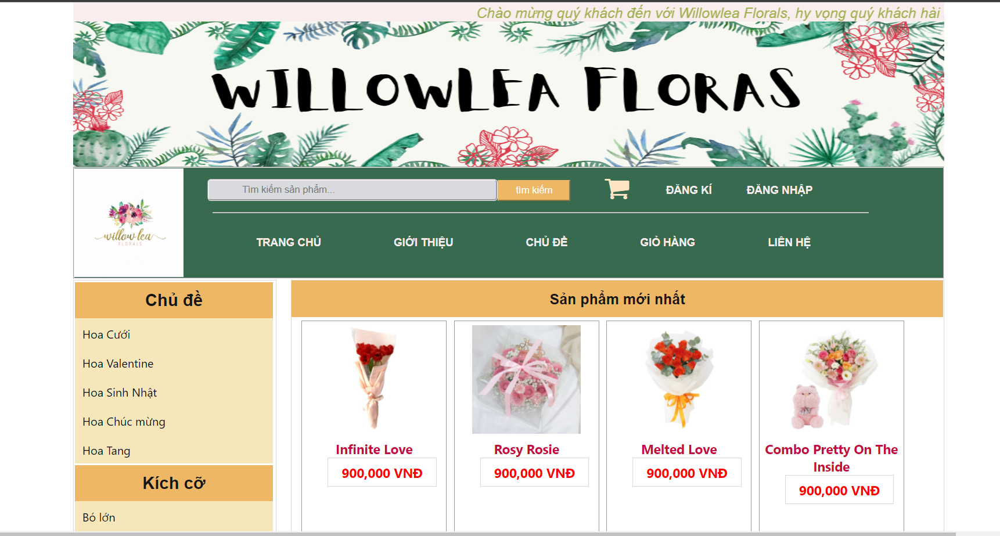 Chào mừng quý khách đến với Willowlea Florals, hy vọng quý khách hài
WILLOWLEA FLORAS
willow lea
FLORALS
Tìm kiếm sản phẩm...
tìm kiếm
ĐĂNG KÍ
ĐĂNG NHẬP
TRANG CHỦ
GIỚI THIỆU
CHỦ ĐỀ
GIỎ HÀNG
LIÊN HỆ
Chủ đề
Hoa Cưới
Hoa Valentine
Hoa Sinh Nhật
Hoa Chúc mừng
Hoa Tang
Kích cỡ
Bó lớn
Sản phẩm mới nhất
Infinite Love
900,000 VNĐ
Rosy Rosie
900,000 VNĐ
Melted Love
900,000 VNĐ
Combo Pretty On The
Inside
900,000 VNĐ